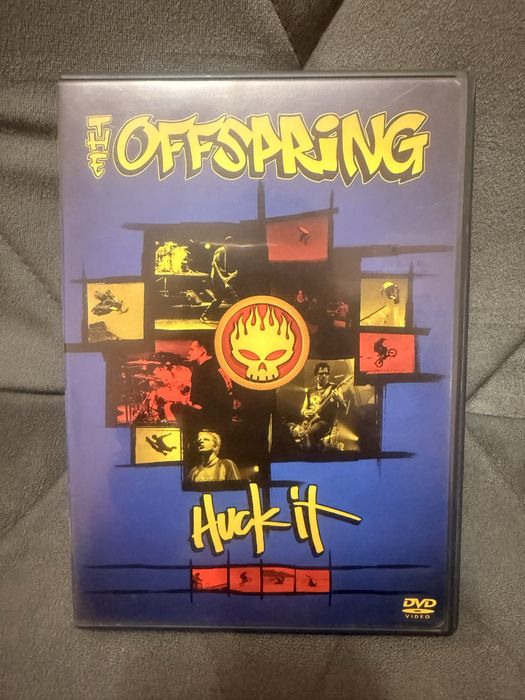 THE OFFSPRING
Huck it
DVD
VIDEO